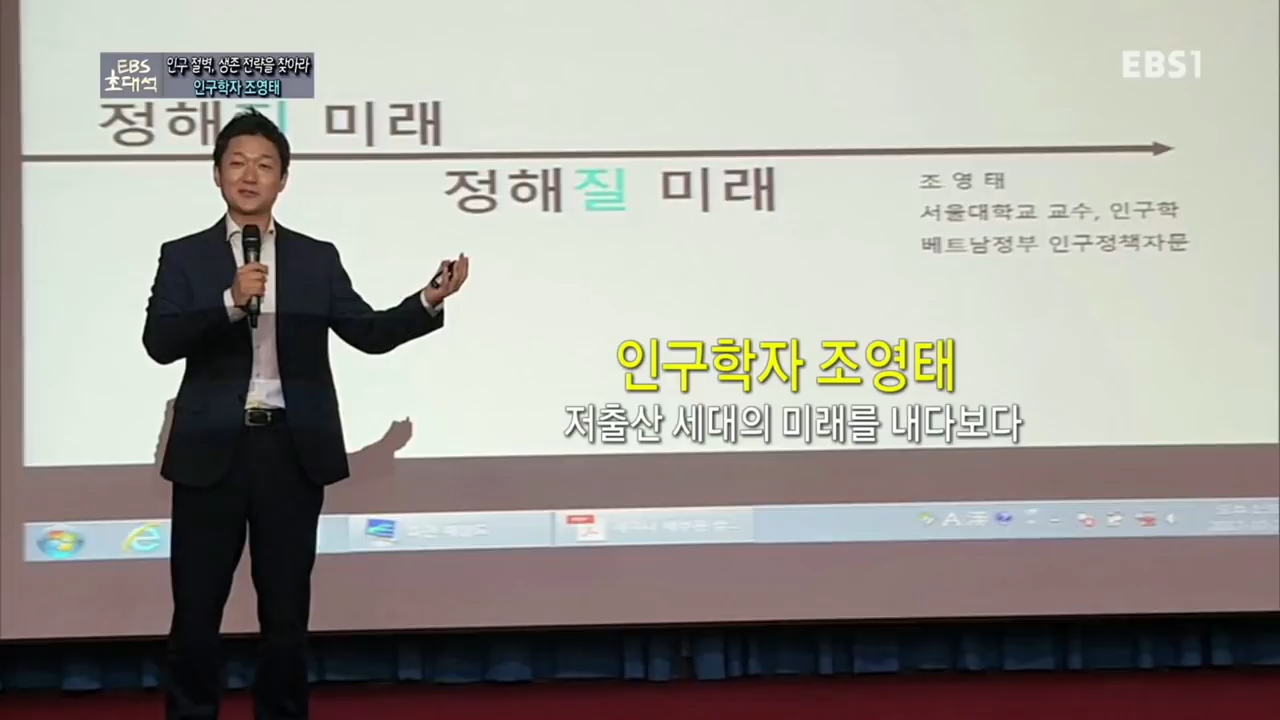 EBS
초대석
인구 절벽, 생존 전략을 찾아라
인구학자 조영태
EBS1
정해 미래
정해질 미래
조 영 태
서울대학교 교수, 인구학
베트남정부 인구정책자문
인구학자 조영태
저출산 세대의 미래를 내다보다
A 漢